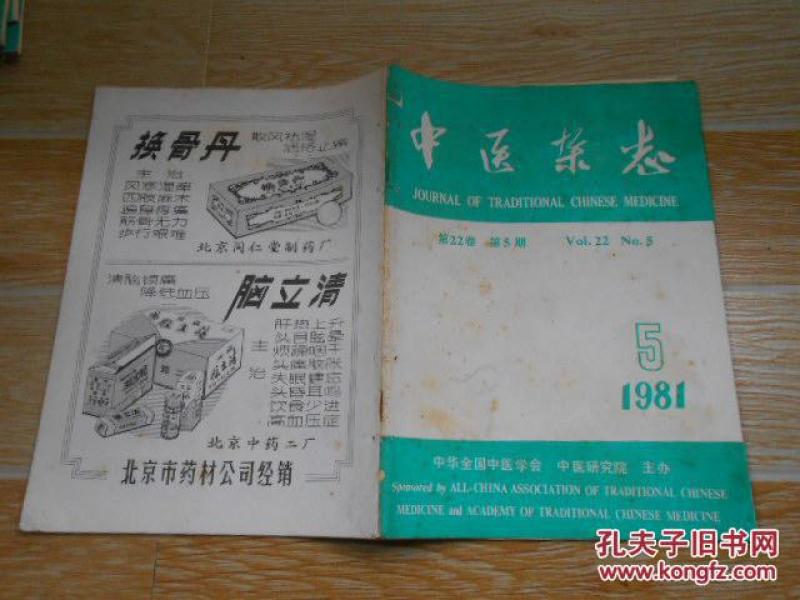 换骨丹
散风祛湿
活络止痛
主治
风寒湿痹
四肢麻木
筋骨无力
步行艰难
北京同仁堂制药厂
清脑镇痛
降低血压
脑立清
主治
肝热上升
头目眩晕
烦躁咽干
头痛脑胀
失眠健忘
头昏耳鸣
饮食少进
高血压症
北京中药二厂
北京市药材公司经销
中医杂志
JOURNAL OF TRADITIONAL CHINESE MEDICINE
第22卷 第5期 Vol. 22 No. 5
5
1981
中华全国中医学会 中医研究院 主办
Sponsored by ALL-CHINA ASSOCIATION OF TRADITIONAL CHINESE
MEDICINE and ACADEMY OF TRADITIONAL CHINESE MEDICINE
孔夫子旧书网
www.kongfz.com